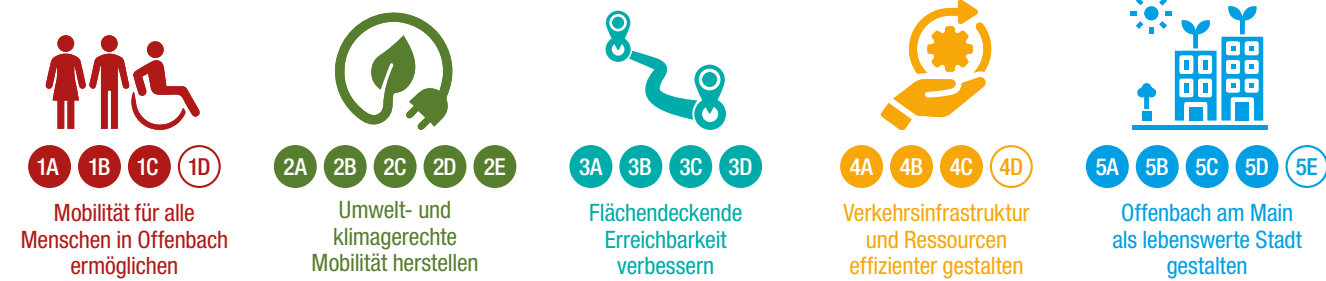 1A 1B 1C 1D
Mobilität für alle
Menschen in Offenbach
ermöglichen
2A 2B 2C 2D 2E
Umwelt- und
klimagerechte
Mobilität herstellen
3A 3B 3C 3D
Flächendeckende
Erreichbarkeit
verbessern
4A 4B 4C 4D
Verkehrsinfrastruktur
und Ressourcen
effizienter gestalten
5A 5B 5C 5D 5E
Offenbach am Main
als lebenswerte Stadt
gestalten